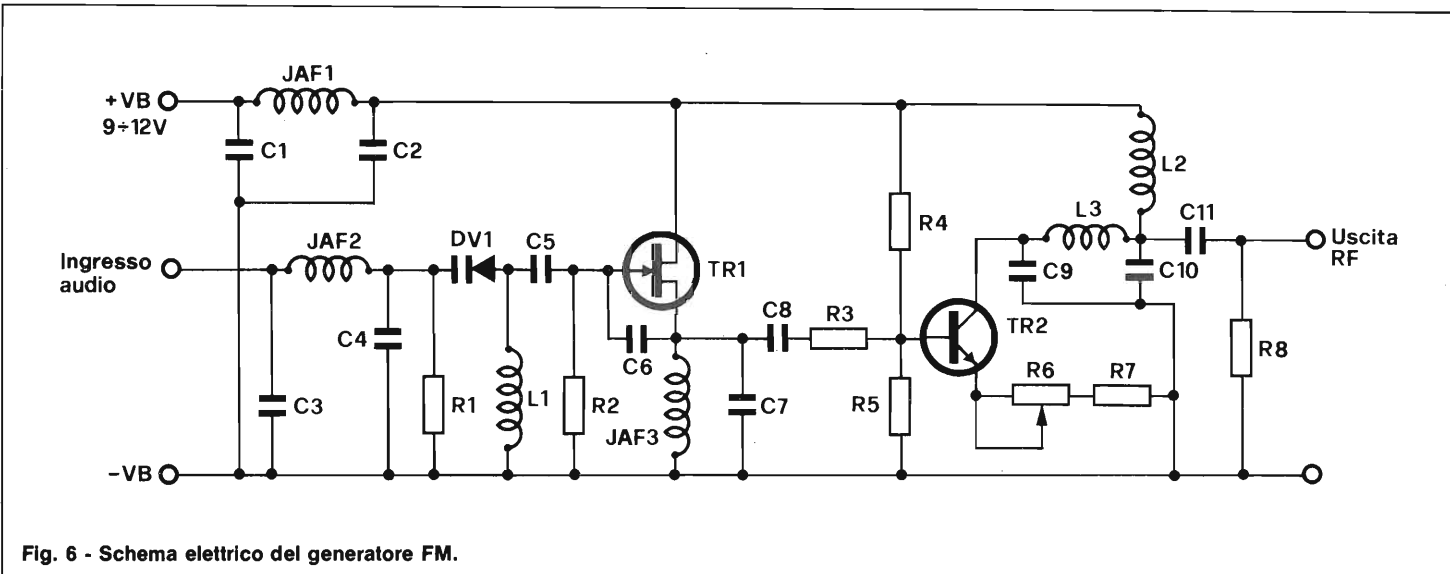 JAF1
+VB
9÷12V
C1
C2
L2
R4
L3
C11
JAF2
DV1
C5
TR1
Ingresso
audio
Uscita
RF
C9
C10
C4
C8
R3
TR2
C6
R8
R6
R7
C3
R1
L1
R2
JAF3
C7
R5
-VB
Fig. 6 - Schema elettrico del generatore FM.